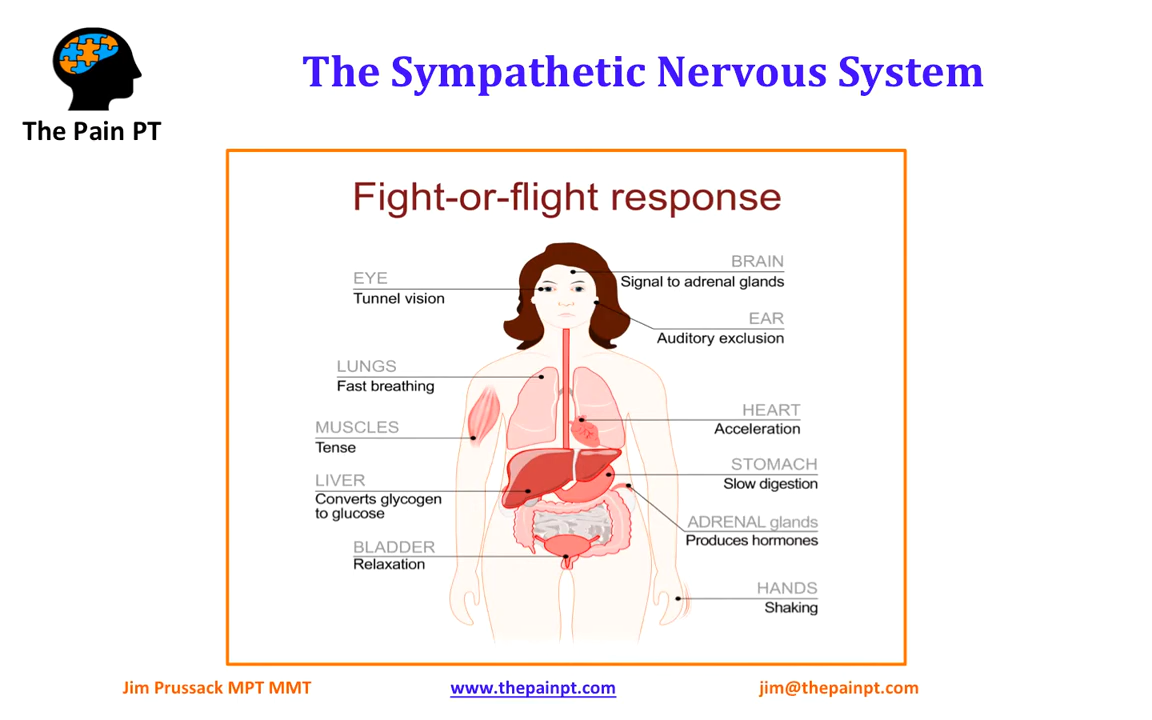 The Sympathetic Nervous System
The Pain PT
Fight-or-flight response
EYE
Tunnel vision
LUNGS
Fast breathing
MUSCLES
Tense
LIVER
Converts glycogen
to glucose
BLADDER
Relaxation
BRAIN
Signal to adrenal glands
EAR
Auditory exclusion
HEART
Acceleration
STOMACH
Slow digestion
ADRENAL glands
Produces hormones
HANDS
Shaking
Jim Prussack MPT MMT
www.thepainpt.com
jim@thepainpt.com